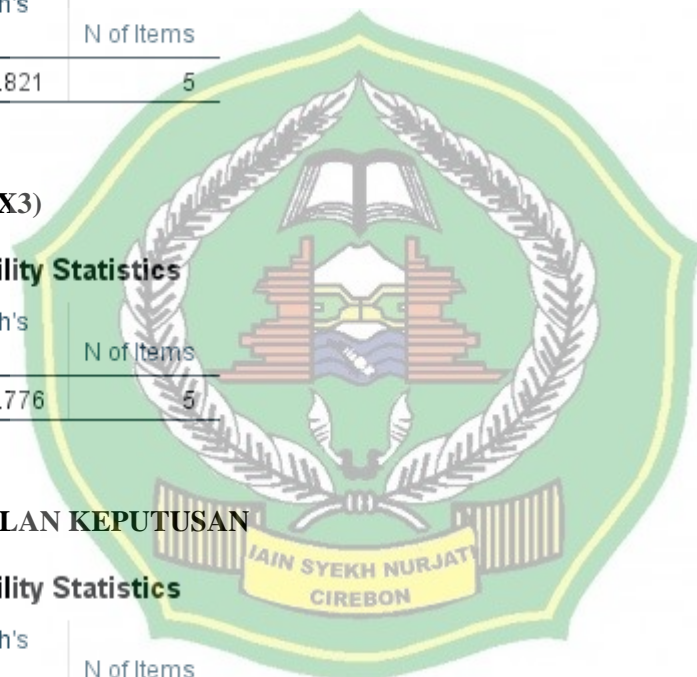 h's
N of Items
.821 5
X3)
ility Statistics
h's
N of Items
.776 5
LAN KEPUTUSAN
ility Statistics
h's
N of Items
IAIN SYEKH NURJATI
CIREBON